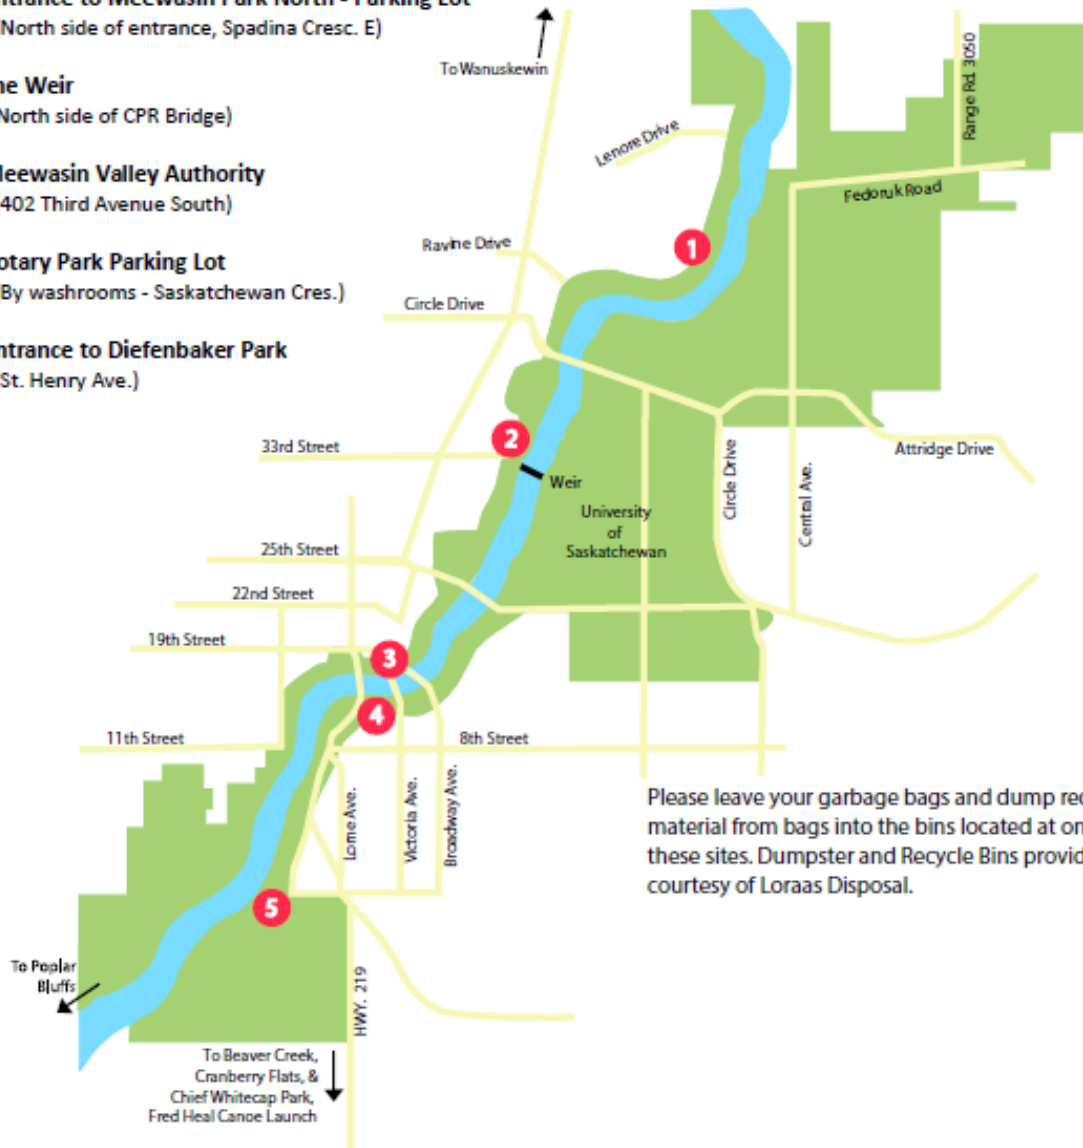 ntrance to Meewasin Park North - Parking Lot
North side of entrance, Spadina Cresc. E)
he Weir
North side of CPR Bridge)
leewasin Valley Authority
402 Third Avenue South)
otary Park Parking Lot
By washrooms - Saskatchewan Cres.)
ntrance to Diefenbaker Park
St. Henry Ave.)
To Wanuskewin
Lenore Drive
Range Rd. 3050
Fedoruk Road
Ravine Drive
1
Circle Drive
2
33rd Street
Weir
Attridge Drive
Circle Drive
Central Ave.
University
of
Saskatchewan
25th Street
22nd Street
19th Street
3
4
11th Street
8th Street
Lorne Ave.
Victoria Ave.
Broadway Ave.
Please leave your garbage bags and dump rec
material from bags into the bins located at on
these sites. Dumpster and Recycle Bins provid
courtesy of Loraas Disposal.
5
To Poplar
Bluffs
HWY. 219
To Beaver Creek,
Cranberry Flats, &
Chief Whitecap Park,
Fred Heal Canoe Launch